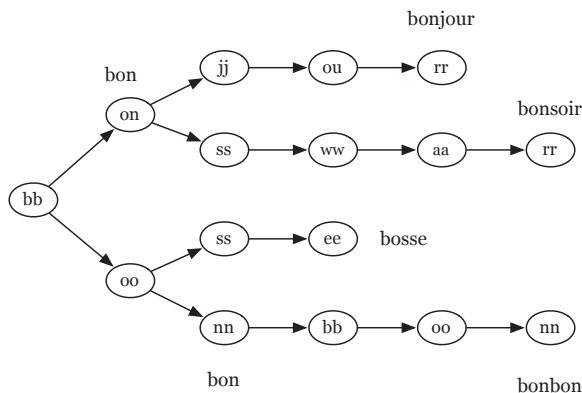 bonjour
bon
jj ou rr
bonsoir
on
ss ww aa rr
bb
ss ee bosse
oo
nn bb oo nn
bon
bonbon